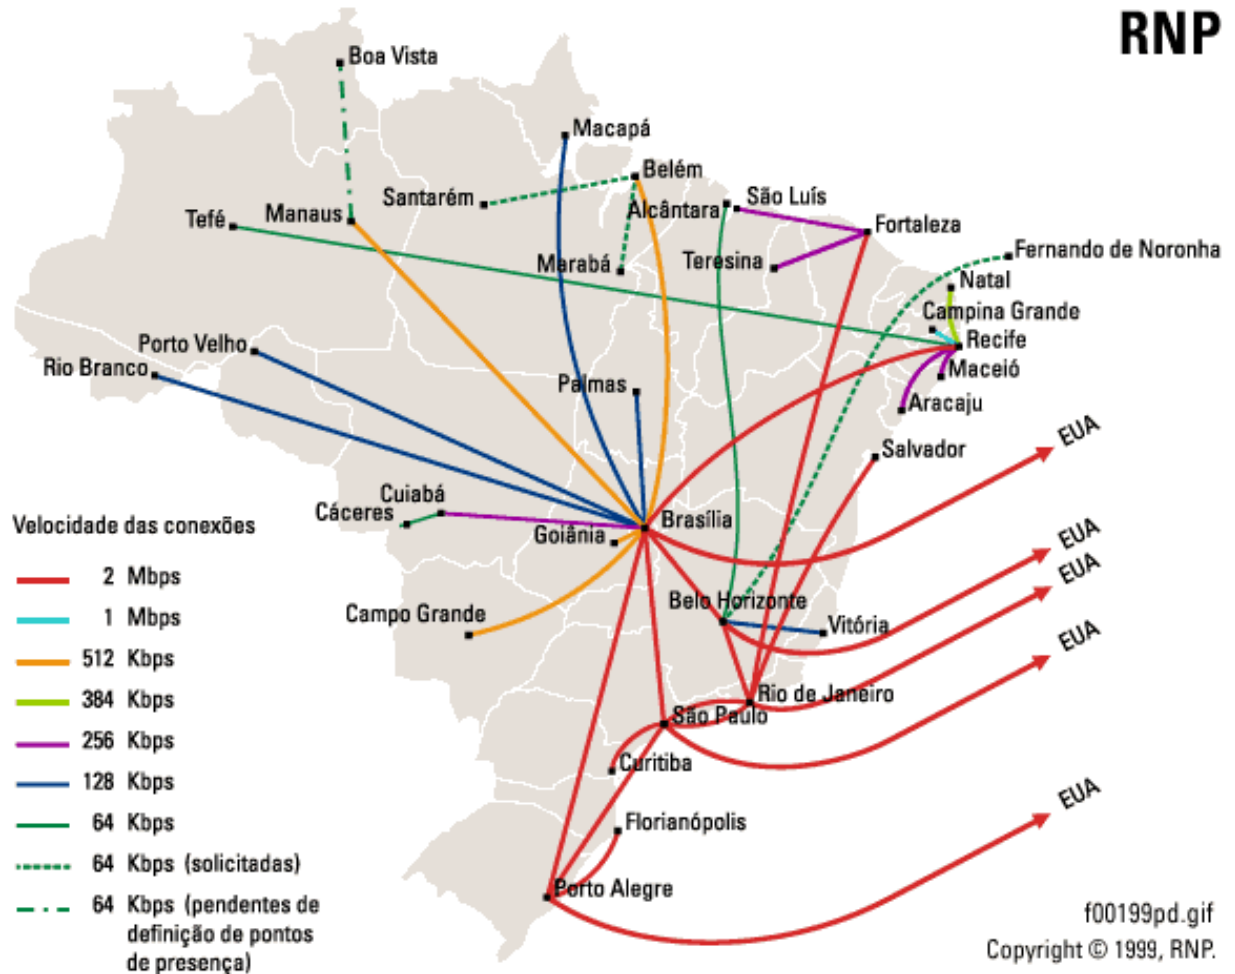 RNP
Boa Vista
Macapá
Belém
Santarém
São Luís
Alcântara
Manaus
Tefé
Fortaleza
Fernando de Noronha
Marabá
Teresina
Natal
Campina Grande
Recife
Porto Velho
Rio Branco
Maceió
Palmas
Aracaju
EUA
Salvador
Cuiabá
Cáceres
Brasília
Velocidade das conexões
Goiânia
EUA
2 Mbps
EUA
Belo Horizonte
1 Mbps
Campo Grande
Vitória
EUA
512 Kbps
Rio de Janeiro
384 Kbps
São Paulo
256 Kbps
Curitiba
128 Kbps
EUA
64 Kbps
Florianópolis
64 Kbps (solicitadas)
Porto Alegre
64 Kbps (pendentes de
definição de pontos
de presença)
f00199pd.gif
Copyright © 1999, RNP.